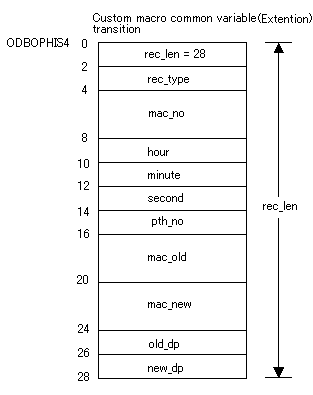 Custom macro common variable(Extention)
transition
ODBOPHIS4 0
rec_len = 28
2
rec_type
4
mac_no
8
hour
10
minute
12
second
14
pth_no
16
mac_old
20
mac_new
24
old_dp
26
new_dp
28
rec_len